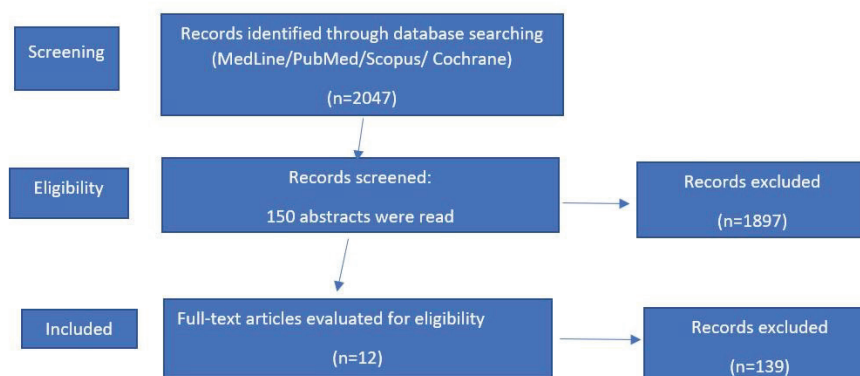 Screening
Records identified through database searching
(MedLine/PubMed/Scopus/ Cochrane)
(n=2047)
Eligibility
Records screened:
150 abstracts were read
Records excluded
(n=1897)
Included
Full-text articles evaluated for eligibility
(n=12)
Records excluded
(n=139)